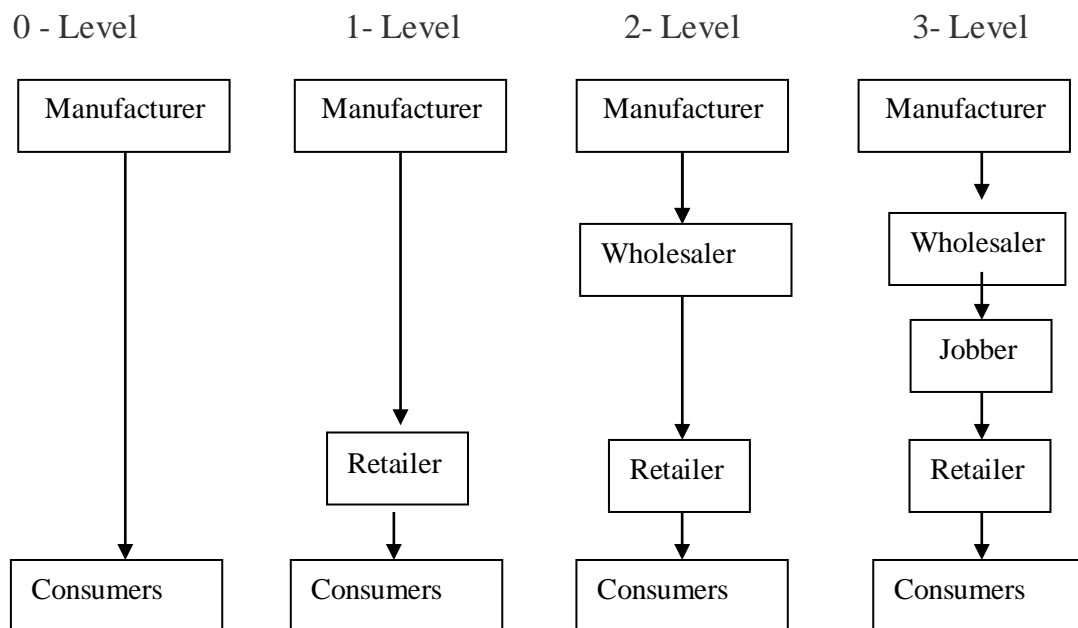 0 - Level 1- Level 2- Level 3- Level
Manufacturer Manufacturer Manufacturer Manufacturer
Wholesaler Wholesaler
Jobber
Retailer Retailer Retailer
Consumers Consumers Consumers Consumers